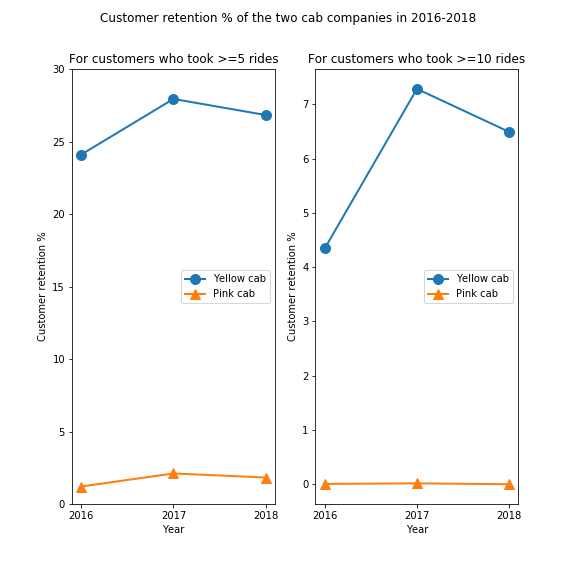 Customer retention % of the two cab companies in 2016-2018
For customers who took >=5 rides
30
25
20
15
10
5
0
Customer retention %
Yellow cab
Pink cab
2016
2017
2018
Year
For customers who took >=10 rides
7
6
5
4
3
2
1
0
Customer retention %
Yellow cab
Pink cab
2016
2017
2018
Year